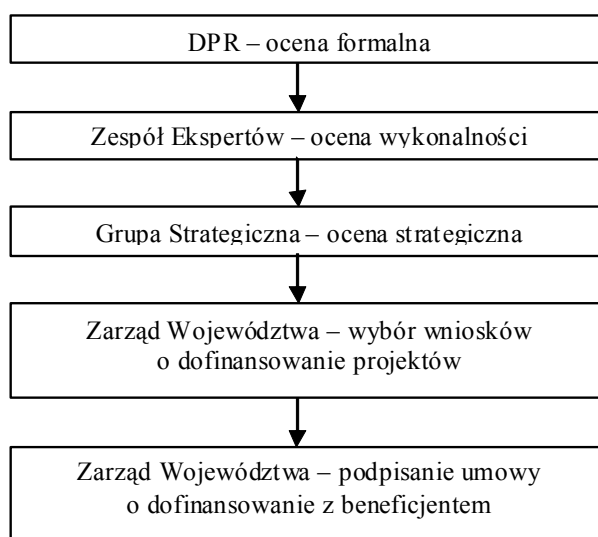 DPR – ocena formalna
Zespół Ekspertów – ocena wykonalności
Grupa Strategiczna – ocena strategiczna
Zarząd Województwa – wybór wniosków
o dofinansowanie projektów
Zarząd Województwa – podpisanie umowy
o dofinansowanie z beneficjentem